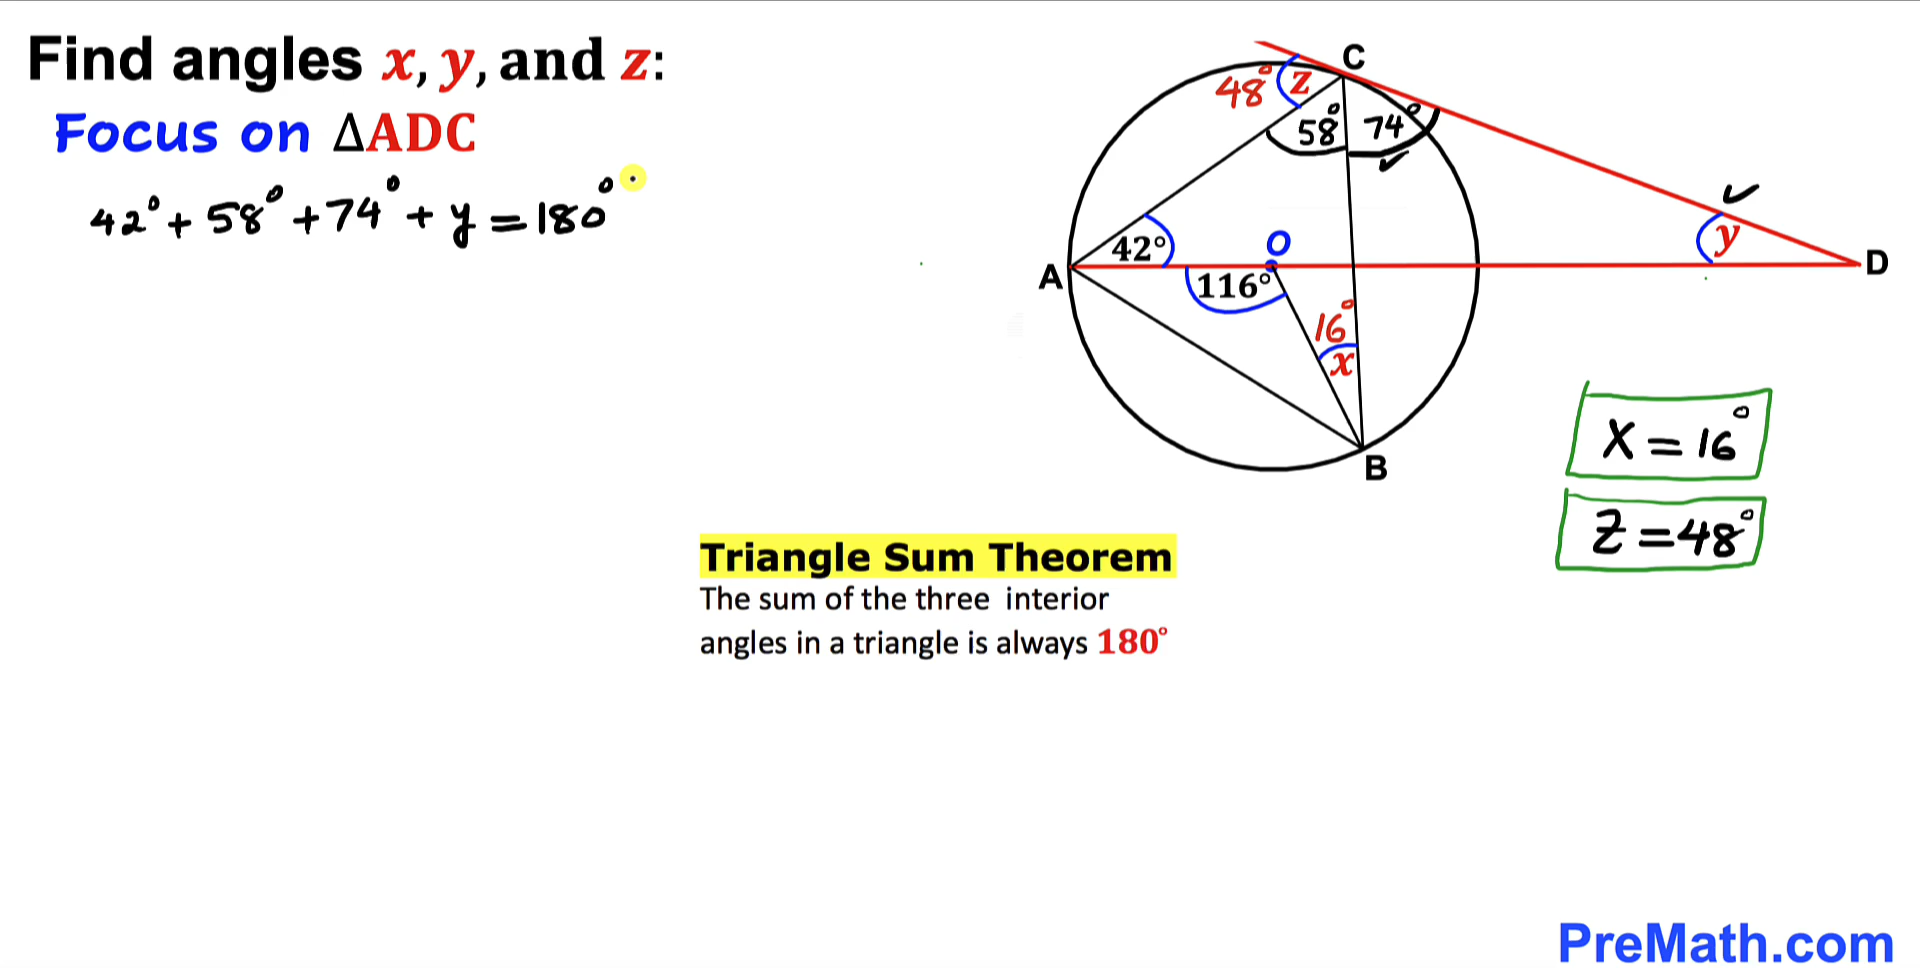 Find angles x, y, and z:
Focus on ΔADC
42° + 58° + 74° + y = 180°
C
48°
z
58°
74°
42°
O
y
A
D
116°
16°
x
B
X = 16°
z = 48°
Triangle Sum Theorem
The sum of the three interior
angles in a triangle is always 180°
PreMath.com